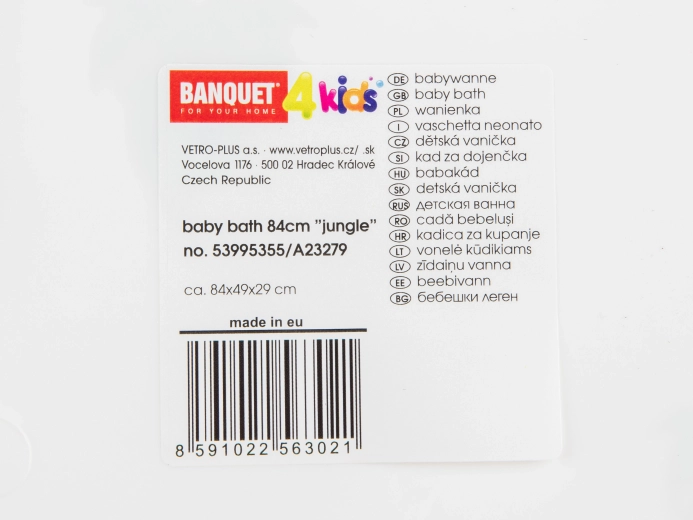 BANQUET®
FOR YOUR HOME
4kids
VETRO-PLUS a.s. · www.vetroplus.cz/ .sk
Vocelova 1176 · 500 02 Hradec Králové
Czech Republic
baby bath 84cm "jungle"
no. 53995355/A23279
ca. 84x49x29 cm
made in eu
8 591022 563021
DE babywanne
GB baby bath
PL wanienka
I vaschetta neonato
CZ dětská vanička
SI kad za dojenčka
HU babakád
SK detská vanička
RUS детская ванна
RO cadă bebeluși
HR kadica za kupanje
LT vonelė kūdikiams
LV zīdaiņu vanna
EE beebivann
BG бебешки леген